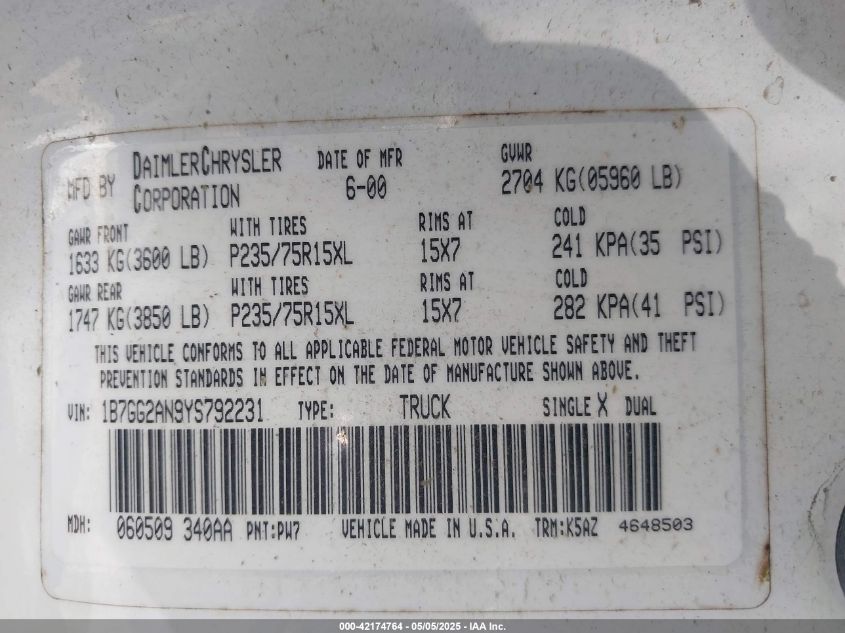 MFD BY DAIMLERCHRYSLER CORPORATION DATE OF MFR 6-00 GVWR 2704 KG(05960 LB)
GAWR FRONT WITH TIRES RIMS AT COLD
1633 KG(3600 LB) P235/75R15XL 15X7 241 KPA(35 PSI)
GAWR REAR WITH TIRES RIMS AT COLD
1747 KG(3850 LB) P235/75R15XL 15X7 282 KPA(41 PSI)
THIS VEHICLE CONFORMS TO ALL APPLICABLE FEDERAL MOTOR VEHICLE SAFETY AND THEFT
PREVENTION STANDARDS IN EFFECT ON THE DATE OF MANUFACTURE SHOWN ABOVE.
VIN: 1B7GG2AN9YS792231 TYPE: TRUCK SINGLE X DUAL
MDH: 060509 340AA PNT:PW7 VEHICLE MADE IN U.S.A. TRM:K5AZ 4648503
000-42174764 - 05/05/2025 - IAA Inc.